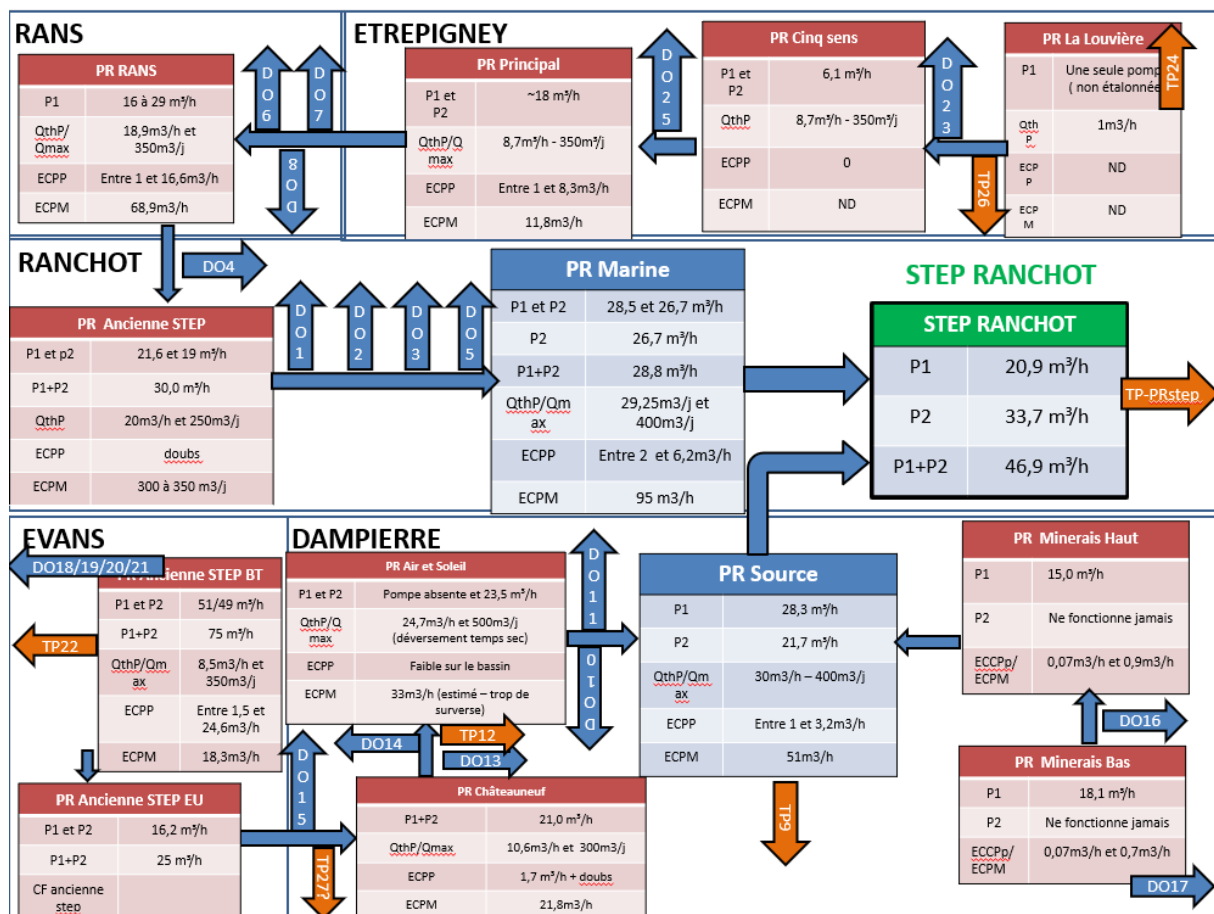 RANS
PR RANS
P1 16 à 29 m³/h
QthP/ Qmax 18,9m3/h et 350m3/j
ECPP Entre 1 et 16,6m3/h
ECPM 68,9m3/h
DO6
DO7
DO8
ETREPIGNEY
PR Principal
P1 et P2 ~18 m³/h
QthP/Q max 8,7m³/h - 350m³/j
ECPP Entre 1 et 8,3m3/h
ECPM 11,8m3/h
DO25
PR Cinq sens
P1 et P2 6,1 m³/h
QthP 8,7m³/h - 350m³/j
ECPP 0
ECPM ND
DO23
TP26
PR La Louvière
P1 Une seule pomp ( non étalonnée
Qth P 1m3/h
ECP P ND
ECP M ND
TP24
RANCHOT
DO4
PR Ancienne STEP
P1 et p2 21,6 et 19 m³/h
P1+P2 30,0 m³/h
QthP 20m3/h et 250m3/j
ECPP doubs
ECPM 300 à 350 m3/j
DO1
DO2
DO3
DO5
PR Marine
P1 et P2 28,5 et 26,7 m³/h
P2 26,7 m³/h
P1+P2 28,8 m³/h
QthP/Qm ax 29,25m3/j et 400m3/j
ECPP Entre 2 et 6,2m3/h
ECPM 95 m3/h
STEP RANCHOT
STEP RANCHOT
P1 20,9 m³/h
P2 33,7 m³/h
P1+P2 46,9 m³/h
TP-PRstep
EVANS
DO18/19/20/21
PR Ancienne STEP BT
P1 et P2 51/49 m³/h
P1+P2 75 m³/h
QthP/Qm ax 8,5m3/h et 350m3/j
ECPP Entre 1,5 et 24,6m3/h
ECPM 18,3m3/h
TP22
PR Ancienne STEP EU
P1 et P2 16,2 m³/h
P1+P2 25 m³/h
CF ancienne step
DO15
TP27?
DAMPIERRE
PR Air et Soleil
P1 et P2 Pompe absente et 23,5 m³/h
QthP/Q max 24,7m3/h et 500m3/j (déversement temps sec)
ECPP Faible sur le bassin
ECPM 33m3/h (estimé – trop de surverse)
DO14
TP12
DO13
DO11
DO10
PR Châteauneuf
P1+P2 21,0 m³/h
QthP/Qmax 10,6m3/h et 300m3/j
ECPP 1,7 m³/h + doubs
ECPM 21,8m3/h
PR Source
P1 28,3 m³/h
P2 21,7 m³/h
QthP/Qm ax 30m3/h – 400m3/j
ECPP Entre 1 et 3,2m3/h
ECPM 51m3/h
TP9
PR Minerais Haut
P1 15,0 m³/h
P2 Ne fonctionne jamais
ECCPp/ ECPM 0,07m3/h et 0,9m3/h
DO16
PR Minerais Bas
P1 18,1 m³/h
P2 Ne fonctionne jamais
ECCPp/ ECPM 0,07m3/h et 0,7m3/h
DO17